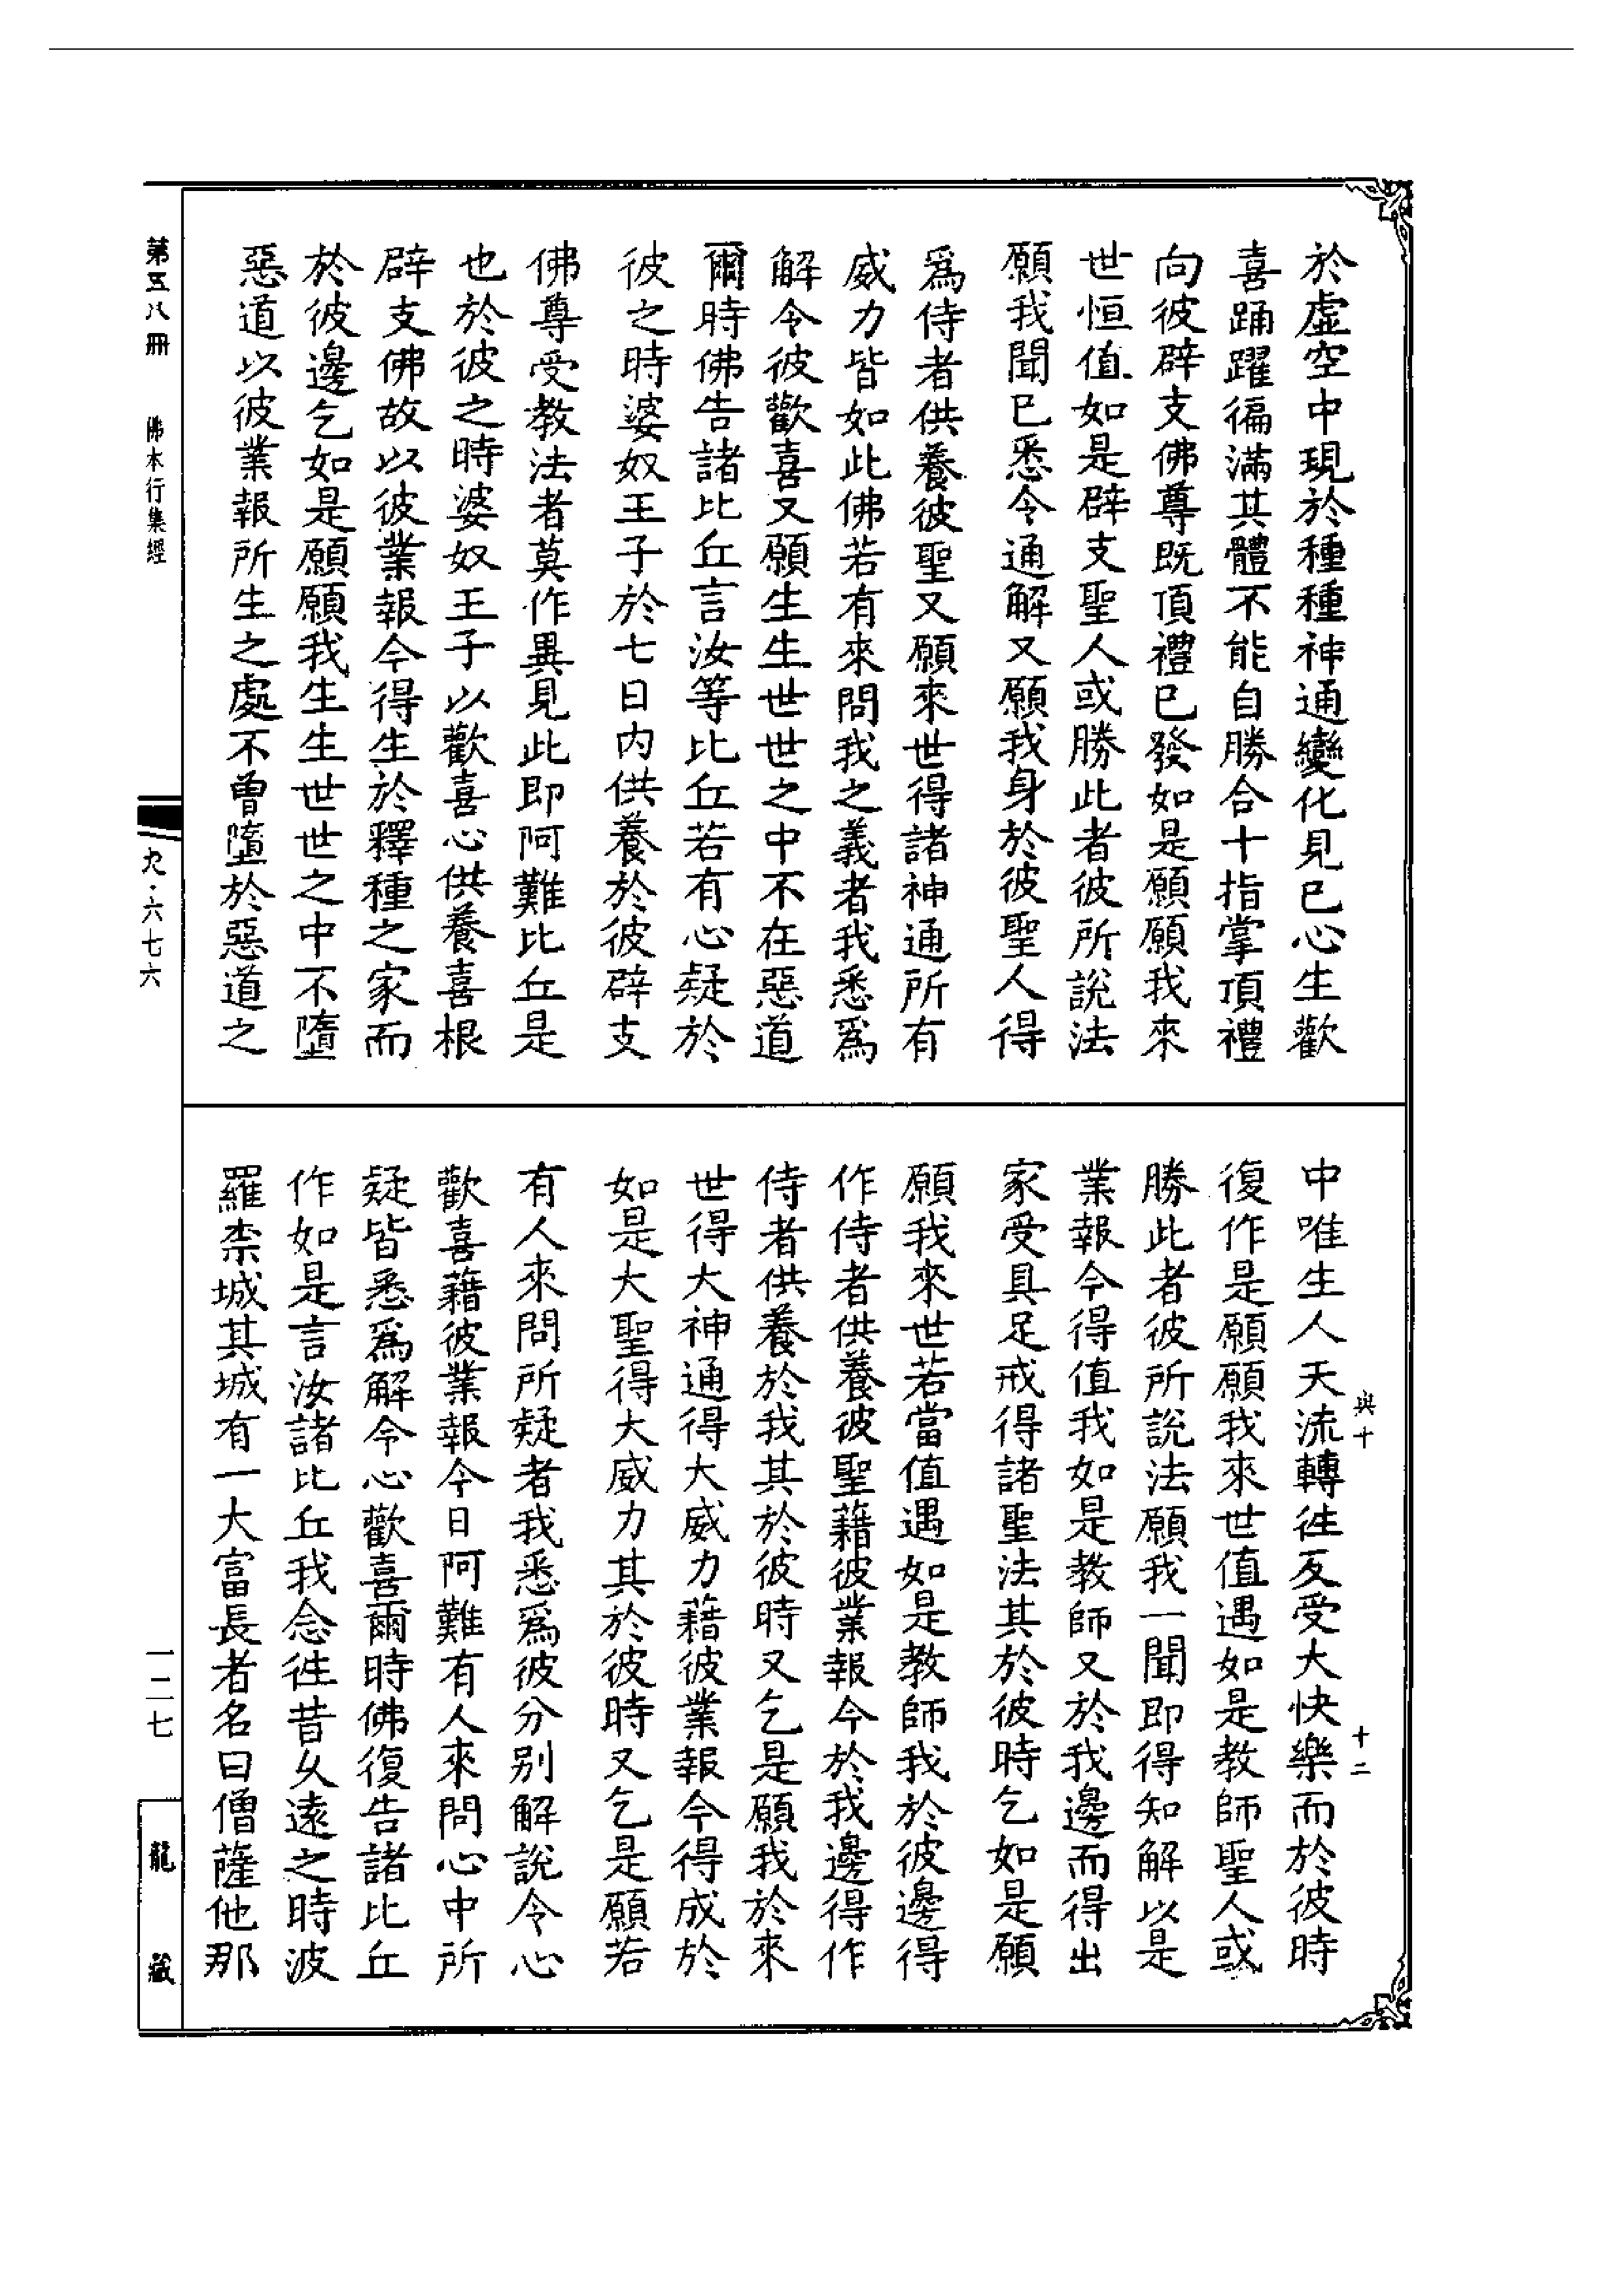 於虛空中現於種種神通變化見已心生歡
喜踊躍徧滿其體不能自勝合十指掌頂禮
向彼辟支佛尊既頂禮已發如是願願我來
世恒值如是辟支聖人或勝此者彼所說法
願我聞已悉令通解又願我身於彼聖人得
爲侍者供養彼聖又願來世得諸神通所有
威力皆如此佛若有來問我之義者我悉爲
解令彼歡喜又願生生世世之中不在惡道
爾時佛告諸比丘言汝等比丘若有心疑於
彼之時婆奴王子於七日內供養於彼辟支
佛尊受教法者莫作異見此即阿難比丘是
也於彼之時婆奴王子以歡喜心供養喜根
辟支佛故以彼業報今得生於釋種之家而
於彼邊乞如是願願我生生世世之中不墮
惡道以彼業報所生之處不曾墮於惡道之
中唯生人天流轉徃反受大快樂而於彼時
復作是願願我來世值遇如是教師聖人或
勝此者彼所說法願我一聞即得知解以是
業報今得值我如是教師又於我邊而得出
家受具足戒得諸聖法其於彼時乞如是願
願我來世若當值遇如是教師我於彼邊得
作侍者供養彼聖藉彼業報今於我邊得作
侍者供養於我其於彼時又乞是願我於來
世得大神通得大威力藉彼業報今得成於
如是大聖得大威力其於彼時又乞是願若
有人來問所疑者我悉爲彼分别解說令心
歡喜藉彼業報今日阿難有人來問心中所
疑皆悉爲解令心歡喜爾時佛復告諸比丘
作如是言汝諸比丘我念徃昔久遠之時波
羅柰城其城有一大富長者名曰僧薩他那
與十
十二
第五八冊
佛本行集經
九·六七六
一二七
龍藏